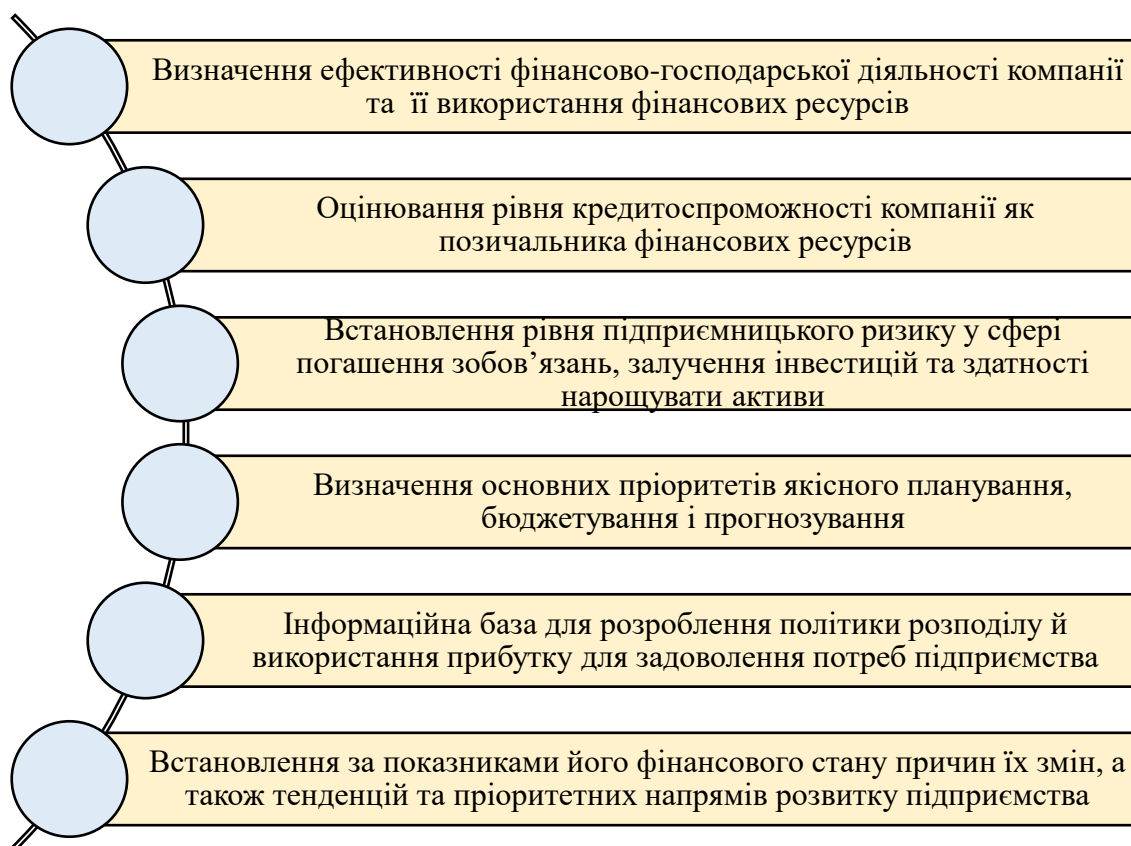 Визначення ефективності фінансово-господарської діяльності компанії
та її використання фінансових ресурсів
Оцінювання рівня кредитоспроможності компанії як
позичальника фінансових ресурсів
Встановлення рівня підприємницького ризику у сфері
погашення зобов’язань, залучення інвестицій та здатності
нарощувати активи
Визначення основних пріоритетів якісного планування,
бюджетування і прогнозування
Інформаційна база для розроблення політики розподілу й
використання прибутку для задоволення потреб підприємства
Встановлення за показниками його фінансового стану причин їх змін, а
також тенденцій та пріоритетних напрямів розвитку підприємства